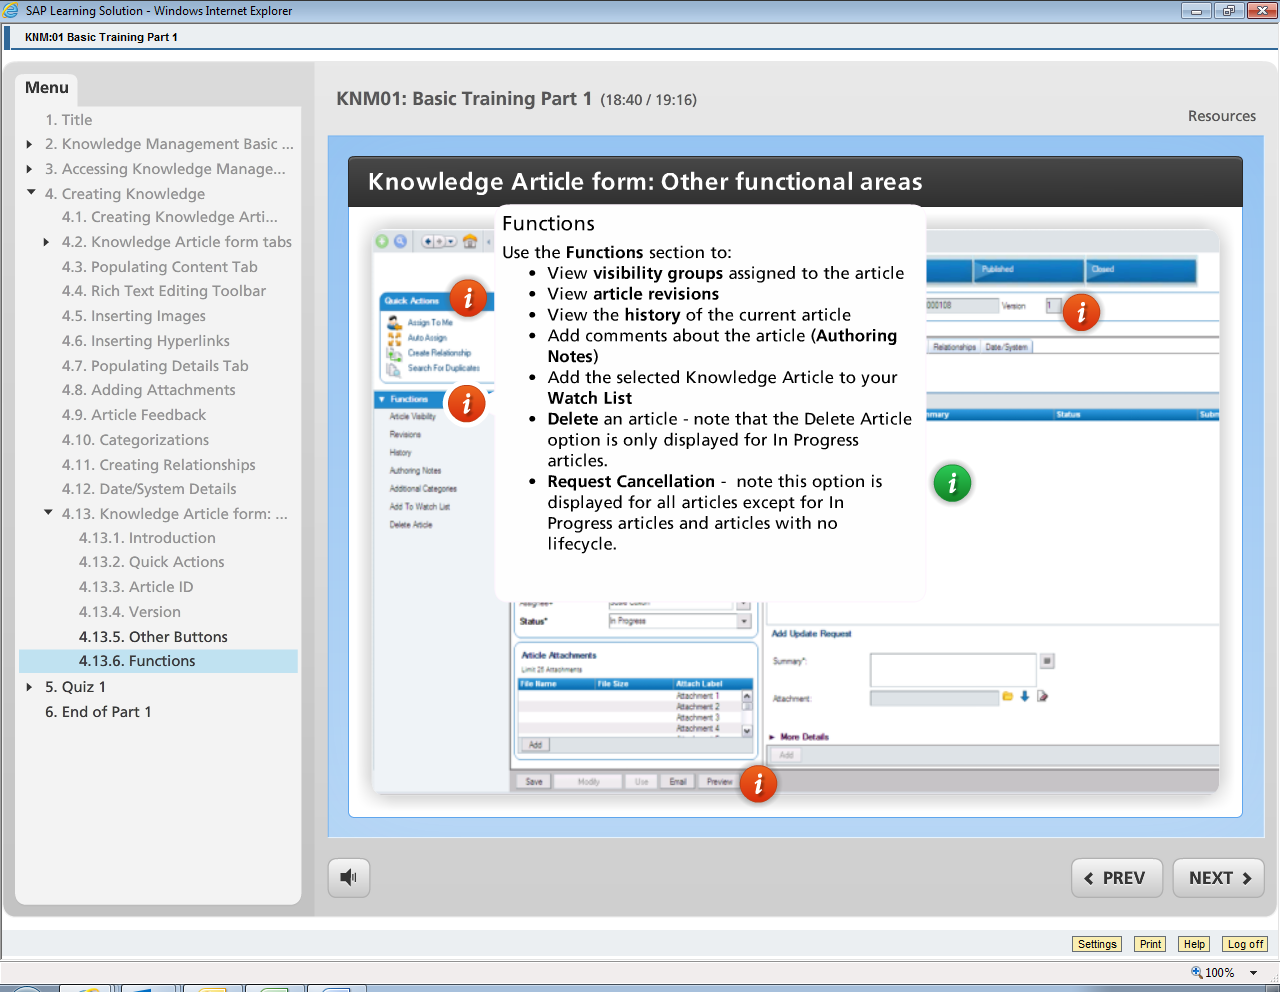 SAP Learning Solution - Windows Internet Explorer
KNM:01 Basic Training Part 1
Menu
1. Title
2. Knowledge Management Basic ...
3. Accessing Knowledge Manage...
4. Creating Knowledge
4.1. Creating Knowledge Arti...
4.2. Knowledge Article form tabs
4.3. Populating Content Tab
4.4. Rich Text Editing Toolbar
4.5. Inserting Images
4.6. Inserting Hyperlinks
4.7. Populating Details Tab
4.8. Adding Attachments
4.9. Article Feedback
4.10. Categorizations
4.11. Creating Relationships
4.12. Date/System Details
4.13. Knowledge Article form: ...
4.13.1. Introduction
4.13.2. Quick Actions
4.13.3. Article ID
4.13.4. Version
4.13.5. Other Buttons
4.13.6. Functions
5. Quiz 1
6. End of Part 1
KNM01: Basic Training Part 1 (18:40 / 19:16)
Resources
Knowledge Article form: Other functional areas
Functions
Use the Functions section to:
• View visibility groups assigned to the article
• View article revisions
• View the history of the current article
• Add comments about the article (Authoring
Notes)
• Add the selected Knowledge Article to your
Watch List
• Delete an article - note that the Delete Article
option is only displayed for In Progress
articles.
• Request Cancellation - note this option is
displayed for all articles except for In
Progress articles and articles with no
lifecycle.
Quick Actions
Assign To Me
Auto Assign
Create Relationship
Search For Duplicates
Functions
Article Visibility
Revisions
History
Authoring Notes
Additional Categories
Add To Watch List
Delete Article
Published
Closed
000108
Version
1
Relationships
Date/System
Status
Status*
In Progress
Article Attachments
Limit 25 Attachments
File Name
File Size
Attach Label
Attachment 1
Attachment 2
Attachment 3
Attachment 4
Add
Save
Modify
Use
Email
Preview
Add Update Request
Summary*:
Attachment:
More Details
Add
PREV
NEXT
Settings
Print
Help
Log off
100%